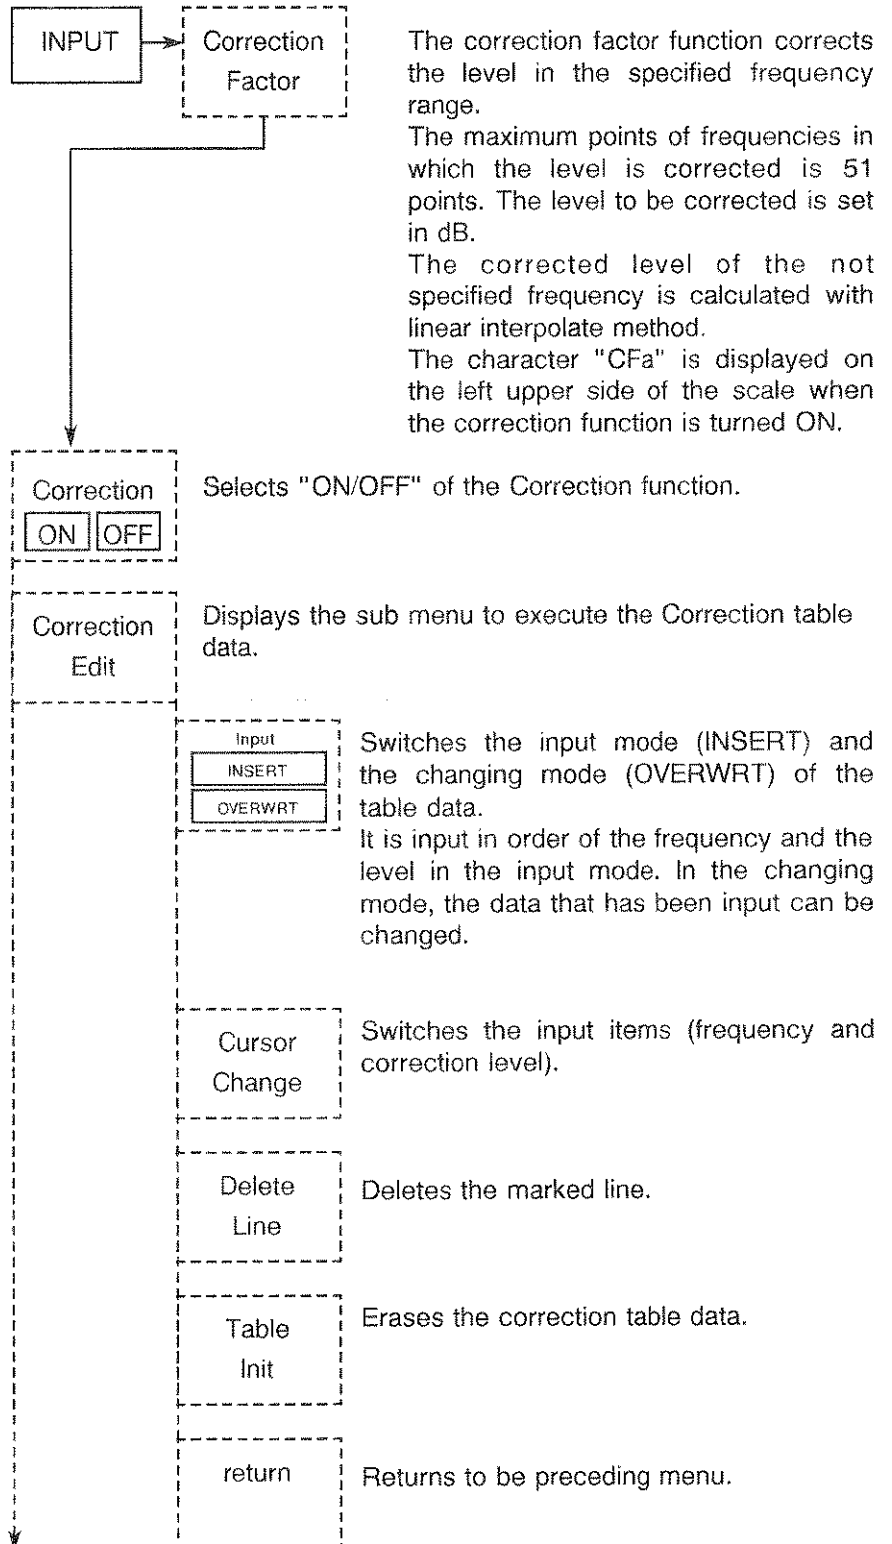 INPUT
Correction
Factor
The correction factor function corrects
the level in the specified frequency
range.
The maximum points of frequencies in
which the level is corrected is 51
points. The level to be corrected is set
in dB.
The corrected level of the not
specified frequency is calculated with
linear interpolate method.
The character "CFa" is displayed on
the left upper side of the scale when
the correction function is turned ON.
Correction
ON OFF
Selects "ON/OFF" of the Correction function.
Correction
Edit
Displays the sub menu to execute the Correction table
data.
Input
INSERT
OVERWRT
Switches the input mode (INSERT) and
the changing mode (OVERWRT) of the
table data.
It is input in order of the frequency and the
level in the input mode. In the changing
mode, the data that has been input can be
changed.
Cursor
Change
Switches the input items (frequency and
correction level).
Delete
Line
Deletes the marked line.
Table
Init
Erases the correction table data.
return
Returns to be preceding menu.